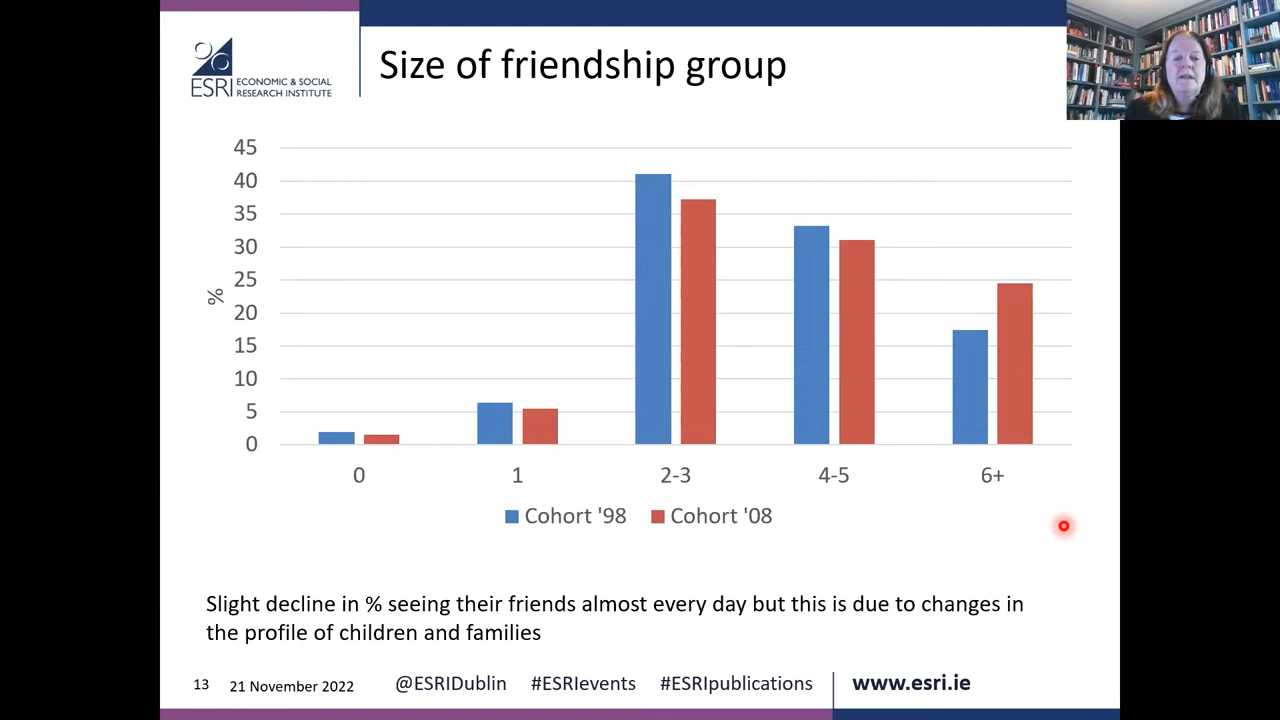 ESRI
ECONOMIC & SOCIAL
RESEARCH INSTITUTE
Size of friendship group
45
40
35
30
25
20
15
10
5
0
%
0 1 2-3 4-5 6+
Cohort '98 Cohort '08
Slight decline in % seeing their friends almost every day but this is due to changes in
the profile of children and families
13 21 November 2022 @ESRIDublin #ESRIevents #ESRIpublications www.esri.ie